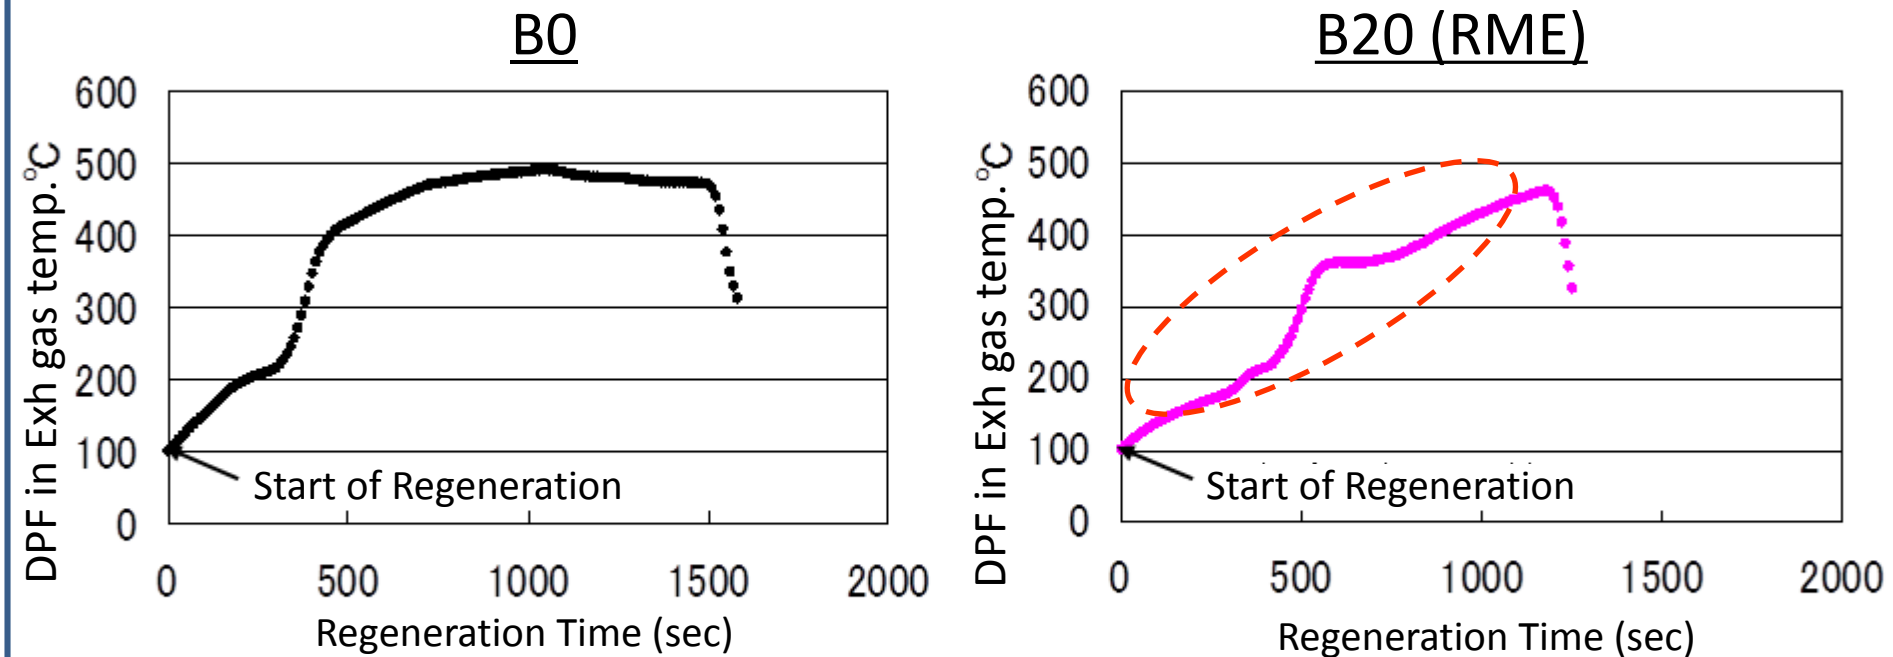 B0
600
500
400
300
200
100
0
DPF in Exh gas temp.℃
Start of Regeneration
0 500 1000 1500 2000
Regeneration Time (sec)
B20 (RME)
600
500
400
300
200
100
0
DPF in Exh gas temp.℃
Start of Regeneration
0 500 1000 1500 2000
Regeneration Time (sec)